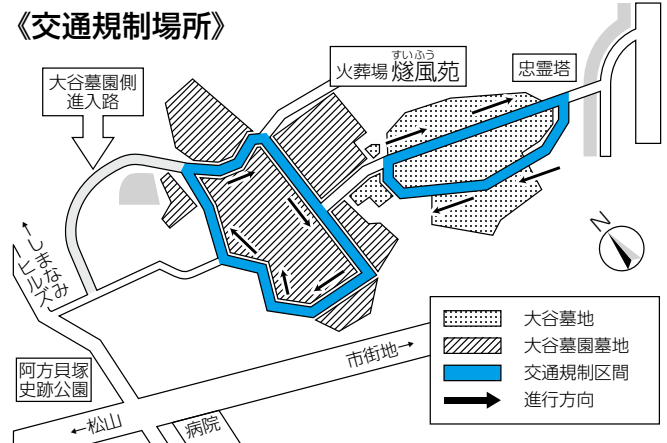 《交通規制場所》
大谷墓園側
進入路
すいふう
火葬場 燧風苑
忠霊塔
←しまなみ
ヒルズ
N
阿方貝塚
史跡公園
市街地→
←松山
病院
大谷墓地
大谷墓園墓地
交通規制区間
進行方向